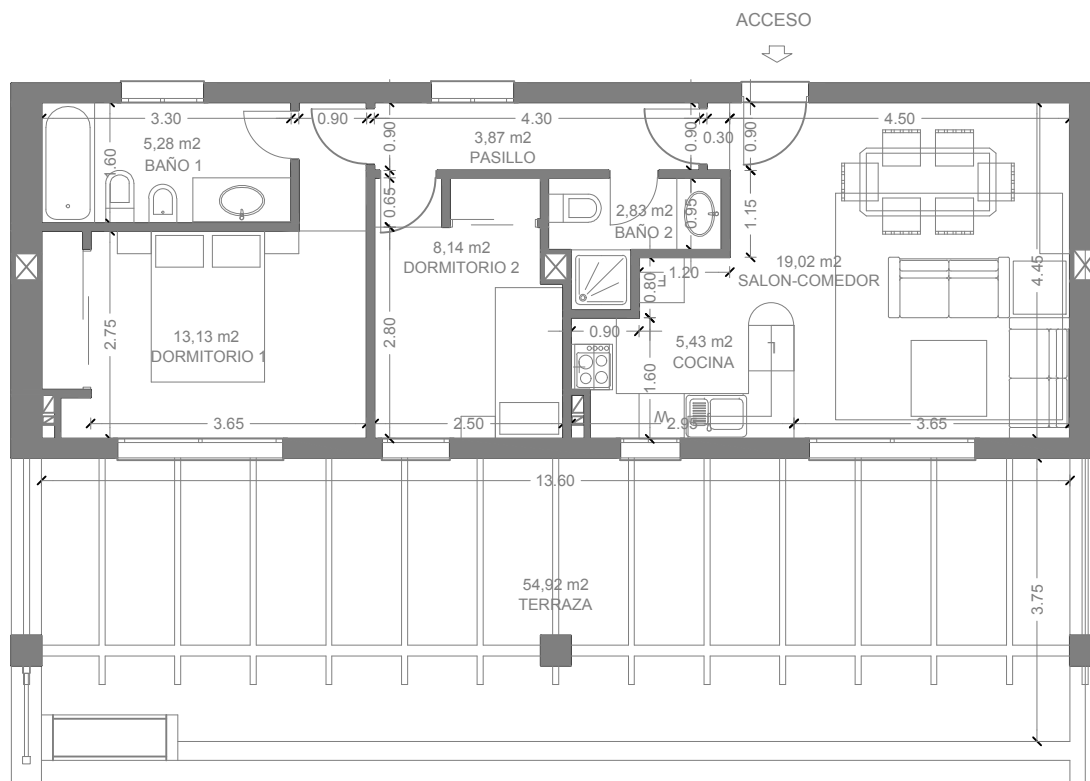 ACCESO
3.30
0.90
4.30
0.30
4.50
5,28 m2
BAÑO 1
1.60
0.90
3,87 m2
PASILLO
0.90
0.90
0.65
2,83 m2
BAÑO 2
0.95
1.15
8,14 m2
DORMITORIO 2
19,02 m2
SALON-COMEDOR
4.45
1.20
0.80
F
2.75
13,13 m2
DORMITORIO 1
2.80
0.90
5,43 m2
COCINA
L
1.60
3.65
2.50
W
2.95
3.65
13.60
54,92 m2
TERRAZA
3.75